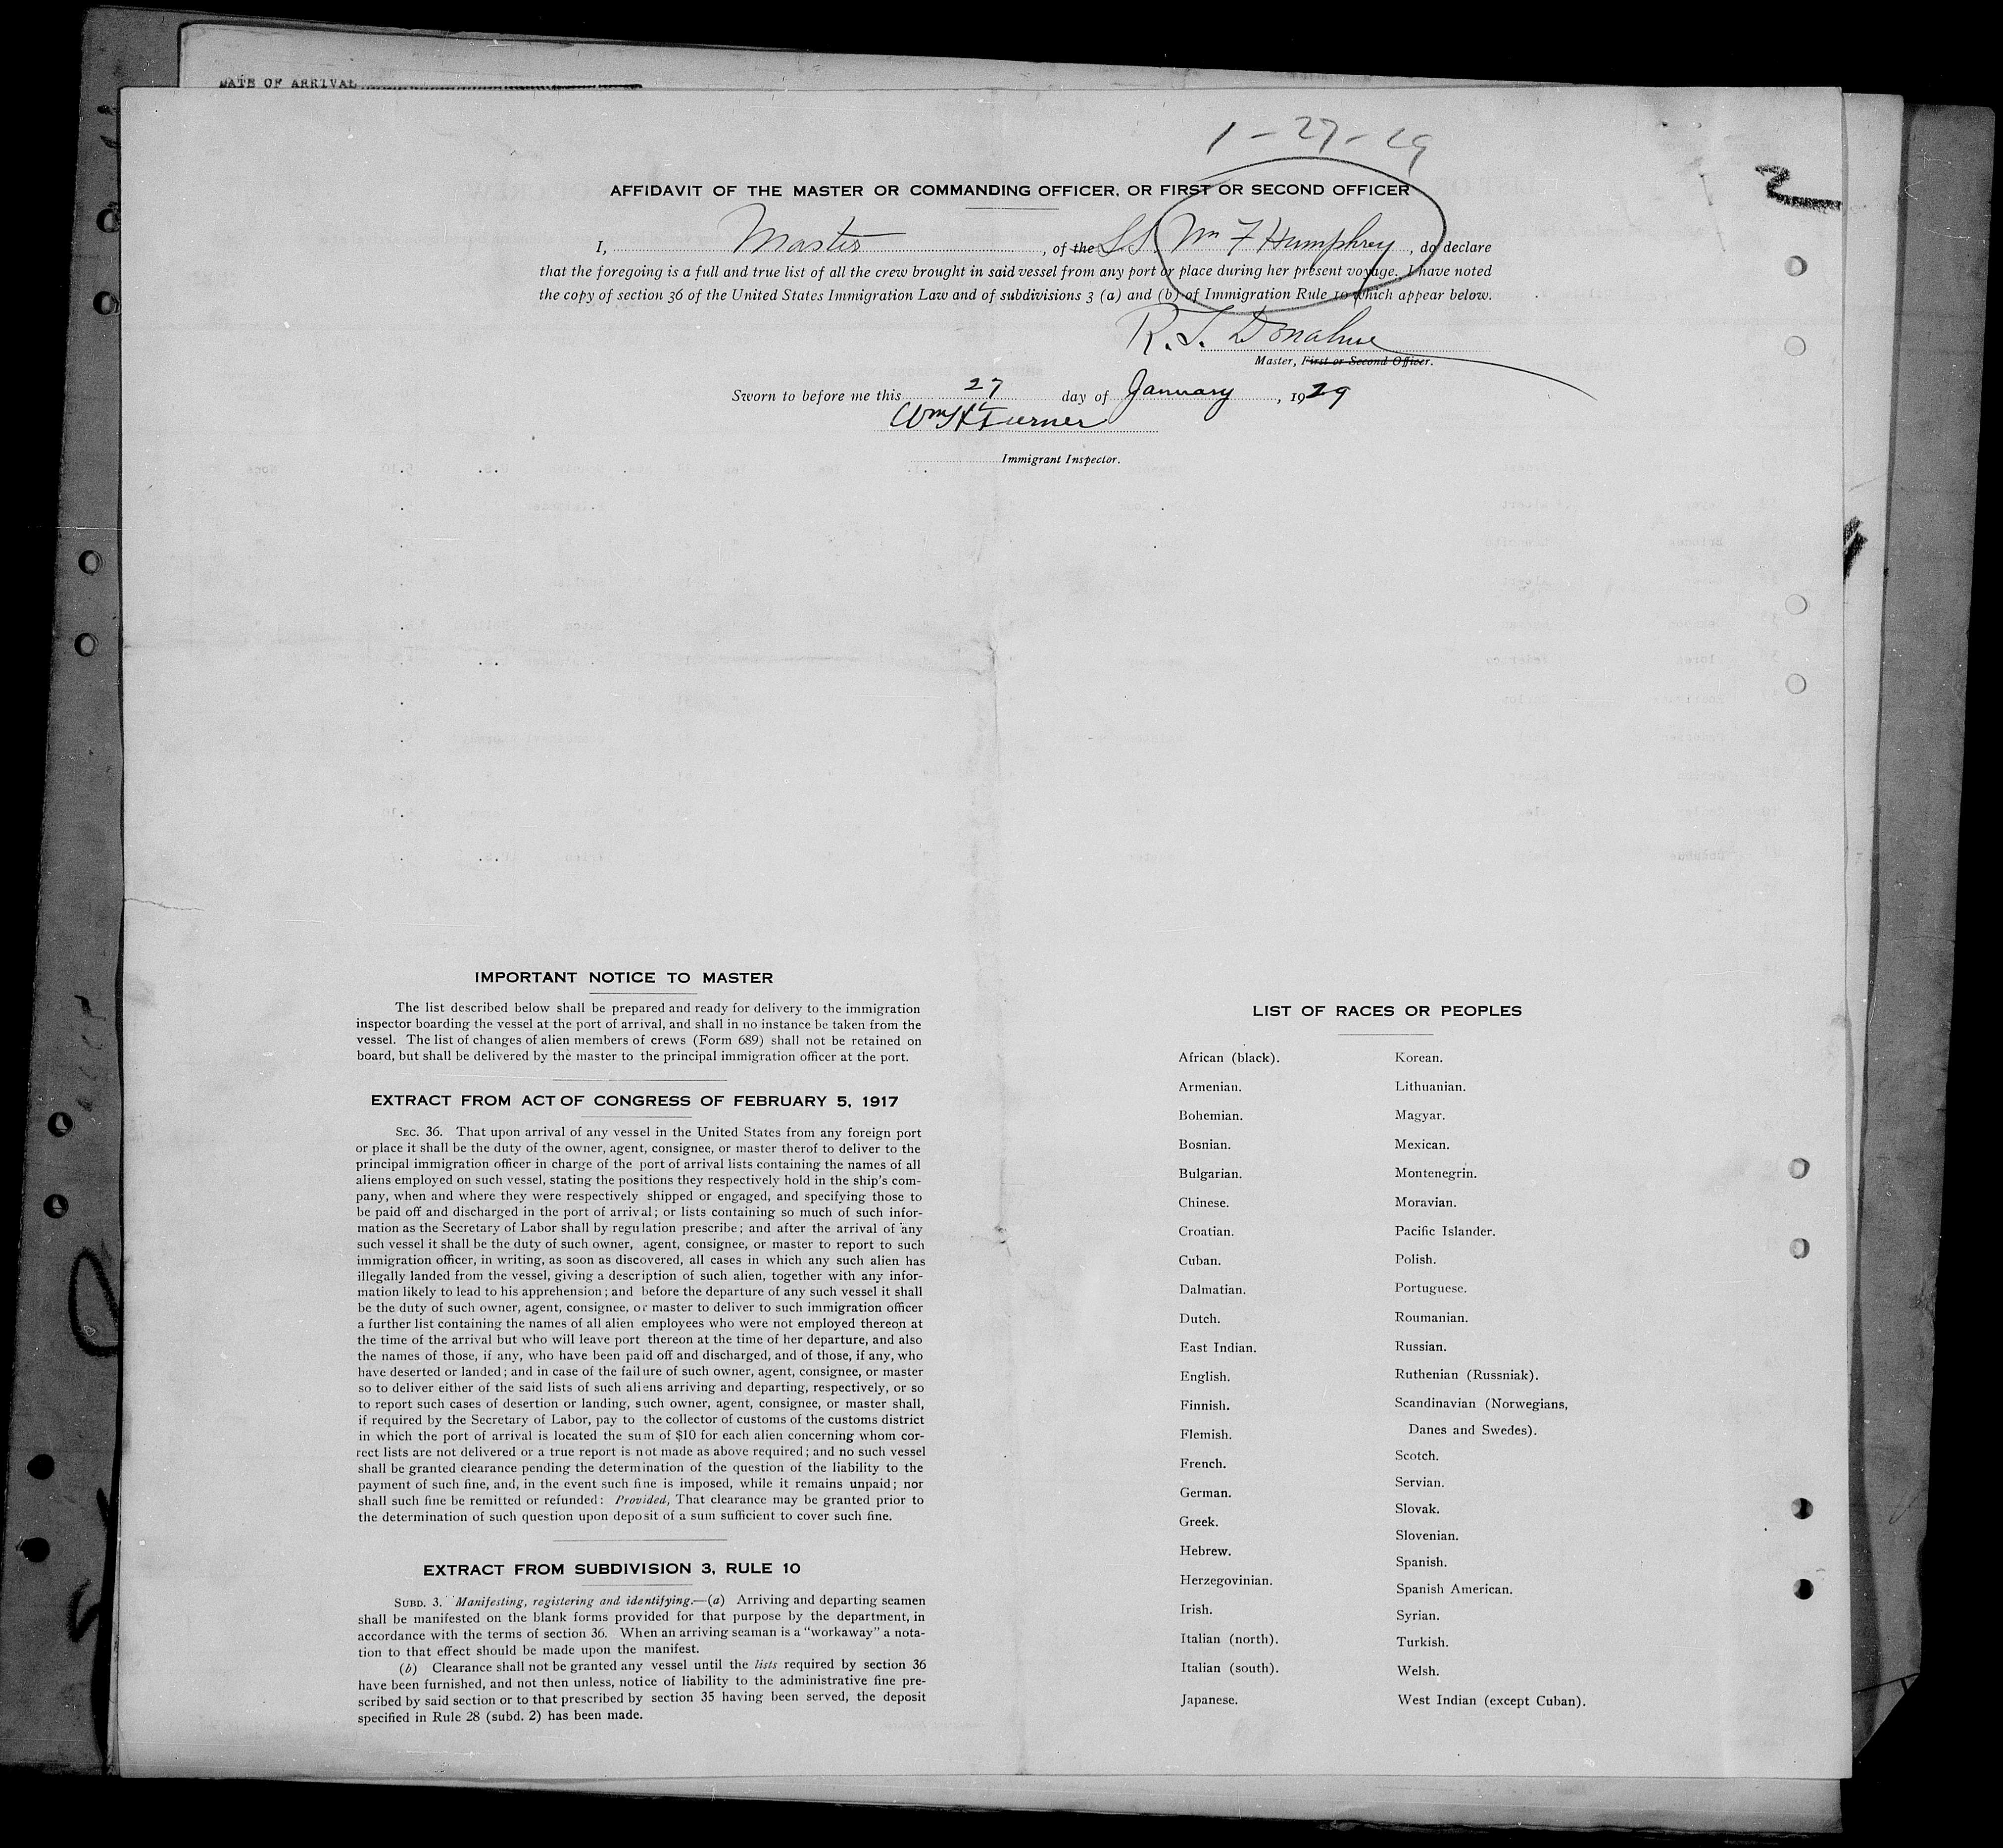 DATE OF ARRIVAL
1-27-29
2
AFFIDAVIT OF THE MASTER OR COMMANDING OFFICER, OR FIRST OR SECOND OFFICER
I, Master, of the SS Wm F Humphrey, do declare
that the foregoing is a full and true list of all the crew brought in said vessel from any port or place during her present voyage. I have noted
the copy of section 36 of the United States Immigration Law and of subdivisions 3 (a) and (b) of Immigration Rule 10 which appear below.
R. L. Donahue
Master, First or Second Officer.
Sworn to before me this 27 day of January, 1929
Wm H Turner
Immigrant Inspector.
IMPORTANT NOTICE TO MASTER
The list described below shall be prepared and ready for delivery to the immigration
inspector boarding the vessel at the port of arrival, and shall in no instance be taken from the
vessel. The list of changes of alien members of crews (Form 689) shall not be retained on
board, but shall be delivered by the master to the principal immigration officer at the port.
EXTRACT FROM ACT OF CONGRESS OF FEBRUARY 5, 1917
SEC. 36. That upon arrival of any vessel in the United States from any foreign port
or place it shall be the duty of the owner, agent, consignee, or master therof to deliver to the
principal immigration officer in charge of the port of arrival lists containing the names of all
aliens employed on such vessel, stating the positions they respectively hold in the ship's com-
pany, when and where they were respectively shipped or engaged, and specifying those to
be paid off and discharged in the port of arrival; or lists containing so much of such infor-
mation as the Secretary of Labor shall by regulation prescribe; and after the arrival of any
such vessel it shall be the duty of such owner, agent, consignee, or master to report to such
immigration officer, in writing, as soon as discovered, all cases in which any such alien has
illegally landed from the vessel, giving a description of such alien, together with any infor-
mation likely to lead to his apprehension; and before the departure of any such vessel it shall
be the duty of such owner, agent, consignee, or master to deliver to such immigration officer
a further list containing the names of all alien employees who were not employed thereon at
the time of the arrival but who will leave port thereon at the time of her departure, and also
the names of those, if any, who have been paid off and discharged, and of those, if any, who
have deserted or landed; and in case of the failure of such owner, agent, consignee, or master
so to deliver either of the said lists of such aliens arriving and departing, respectively, or so
to report such cases of desertion or landing, such owner, agent, consignee, or master shall,
if required by the Secretary of Labor, pay to the collector of customs of the customs district
in which the port of arrival is located the sum of $10 for each alien concerning whom cor-
rect lists are not delivered or a true report is not made as above required; and no such vessel
shall be granted clearance pending the determination of the question of the liability to the
payment of such fine, and, in the event such fine is imposed, while it remains unpaid; nor
shall such fine be remitted or refunded: Provided, That clearance may be granted prior to
the determination of such question upon deposit of a sum sufficient to cover such fine.
EXTRACT FROM SUBDIVISION 3, RULE 10
SUBD. 3. Manifesting, registering and identifying.—(a) Arriving and departing seamen
shall be manifested on the blank forms provided for that purpose by the department, in
accordance with the terms of section 36. When an arriving seaman is a "workaway" a nota-
tion to that effect should be made upon the manifest.
(b) Clearance shall not be granted any vessel until the lists required by section 36
have been furnished, and not then unless, notice of liability to the administrative fine pre-
scribed by said section or to that prescribed by section 35 having been served, the deposit
specified in Rule 28 (subd. 2) has been made.
LIST OF RACES OR PEOPLES
African (black).
Armenian.
Bohemian.
Bosnian.
Bulgarian.
Chinese.
Croatian.
Cuban.
Dalmatian.
Dutch.
East Indian.
English.
Finnish.
Flemish.
French.
German.
Greek.
Hebrew.
Herzegovinian.
Irish.
Italian (north).
Italian (south).
Japanese.
Korean.
Lithuanian.
Magyar.
Mexican.
Montenegrin.
Moravian.
Pacific Islander.
Polish.
Portuguese.
Roumanian.
Russian.
Ruthenian (Russniak).
Scandinavian (Norwegians,
Danes and Swedes).
Scotch.
Servian.
Slovak.
Slovenian.
Spanish.
Spanish American.
Syrian.
Turkish.
Welsh.
West Indian (except Cuban).